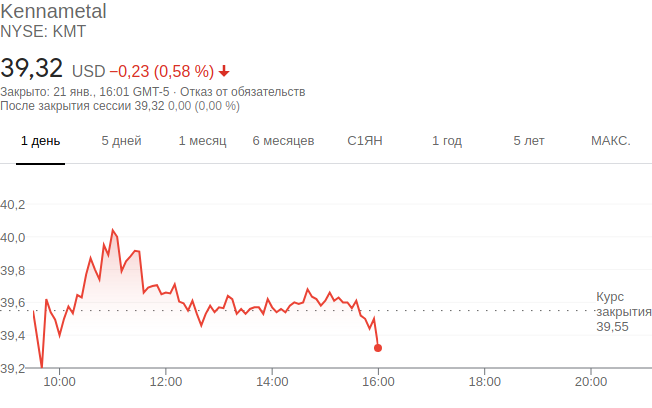 Kennametal
NYSE: KMT
39,32 USD −0,23 (0,58 %)
Закрыто: 21 янв., 16:01 GMT-5 · Отказ от обязательств
После закрытия сессии 39,32 0,00 (0,00 %)
1 день 5 дней 1 месяц 6 месяцев С1ЯН 1 год 5 лет МАКС.
40,2
40,0
39,8
39,6
39,4
39,2
Курс
закрытия
39,55
10:00 12:00 14:00 16:00 18:00 20:00